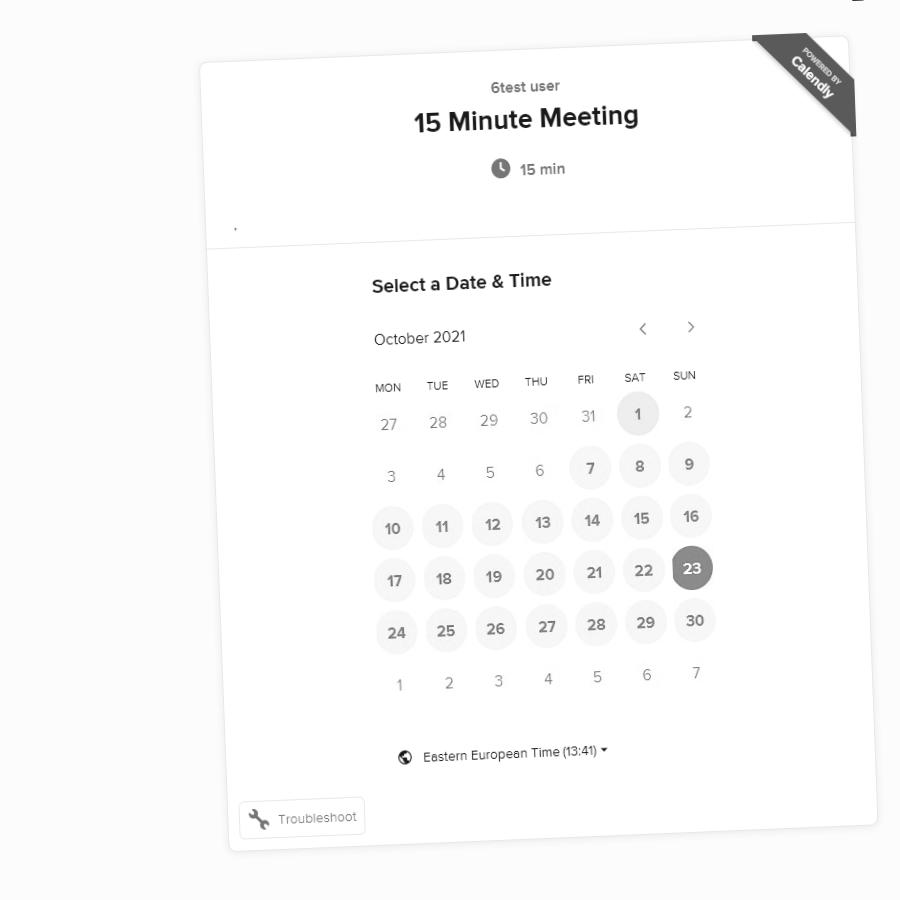 POWERED BY
Calendly
6test user
15 Minute Meeting
15 min
Select a Date & Time
October 2021
MON TUE WED THU FRI SAT SUN
27 28 29 30 31 1 2
3 4 5 6 7 8 9
10 11 12 13 14 15 16
17 18 19 20 21 22 23
24 25 26 27 28 29 30
1 2 3 4 5 6 7
Eastern European Time (13:41)
Troubleshoot